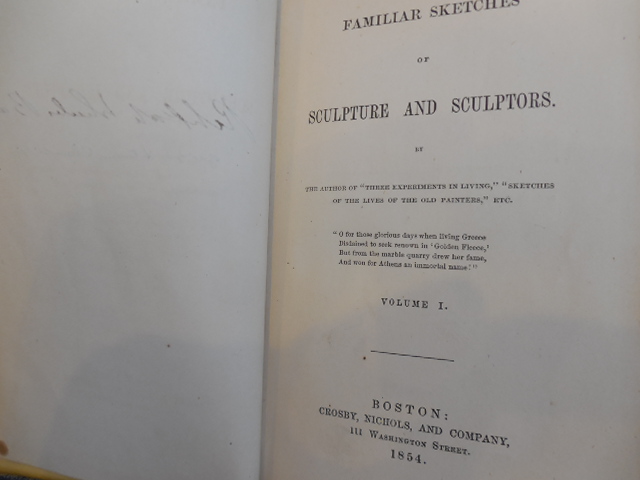 FAMILIAR SKETCHES
OF
SCULPTURE AND SCULPTORS.
BY
THE AUTHOR OF "THREE EXPERIMENTS IN LIVING," "SKETCHES
OF THE LIVES OF THE OLD PAINTERS," ETC.
"O for those glorious days when living Greece
Disdained to seek renown in 'Golden Fleece,'
But from the marble quarry drew her fame,
And won for Athens an immortal name!"
VOLUME I.
BOSTON:
CROSBY, NICHOLS, AND COMPANY,
111 WASHINGTON STREET.
1854.